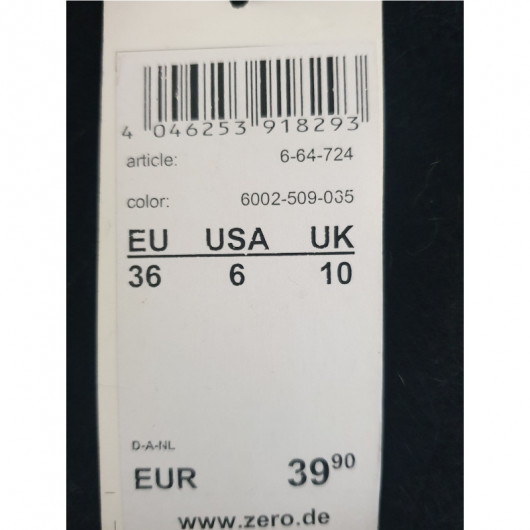 4 046253 918293
article: 6-64-724
color: 6002-509-035
EU USA UK
36 6 10
D-A-NL
EUR 39 90
www.zero.de